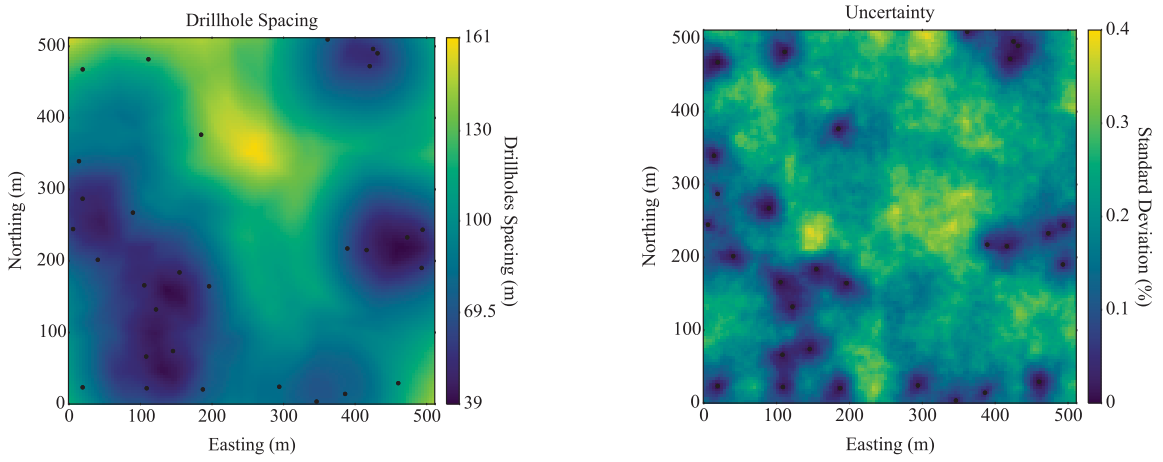 Drillhole Spacing
500
400
300
200
100
0
0 100 200 300 400 500
Northing (m)
Easting (m)
161
130
100
69.5
39
Drillholes Spacing (m)
Uncertainty
500
400
300
200
100
0
0 100 200 300 400 500
Northing (m)
Easting (m)
0.4
0.3
0.2
0.1
0
Standard Deviation (%)